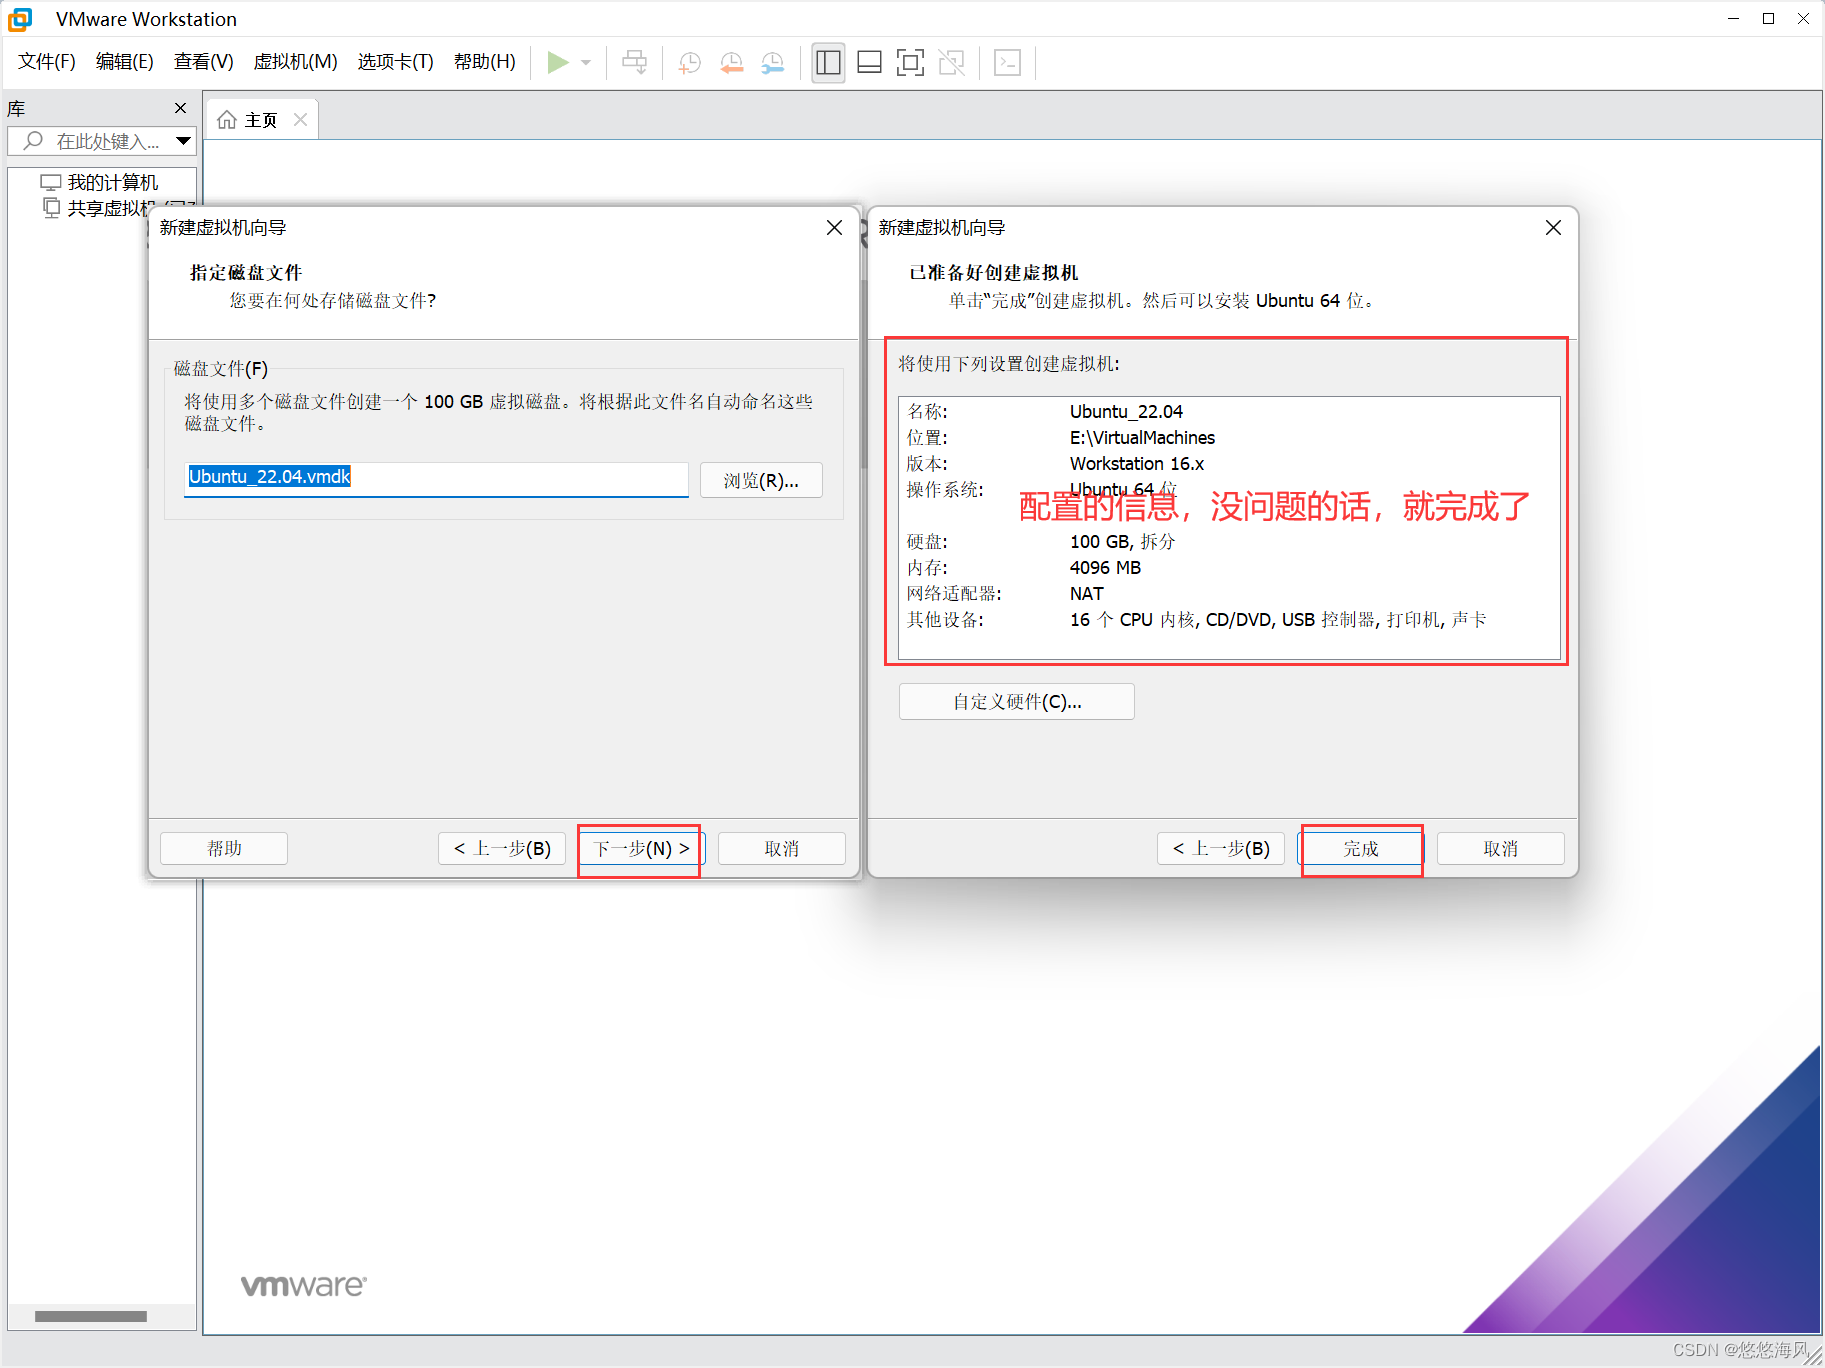 VMware Workstation
文件(F) 编辑(E) 查看(V) 虚拟机(M) 选项卡(T) 帮助(H)
库
主页
在此处键入...
我的计算机
共享虚拟机
新建虚拟机向导
指定磁盘文件
您要在何处存储磁盘文件?
磁盘文件(F)
将使用多个磁盘文件创建一个 100 GB 虚拟磁盘。将根据此文件名自动命名这些
磁盘文件。
Ubuntu_22.04.vmdk
浏览(R)...
帮助
< 上一步(B)
下一步(N) >
取消
新建虚拟机向导
已准备好创建虚拟机
单击“完成”创建虚拟机。然后可以安装 Ubuntu 64 位。
将使用下列设置创建虚拟机:
名称: Ubuntu_22.04
位置: E:\VirtualMachines
版本: Workstation 16.x
操作系统: Ubuntu 64 位
配置的信息，没问题的话，就完成了
硬盘: 100 GB, 拆分
内存: 4096 MB
网络适配器: NAT
其他设备: 16 个 CPU 内核, CD/DVD, USB 控制器, 打印机, 声卡
自定义硬件(C)...
< 上一步(B)
完成
取消
vmware
CSDN @悠悠海风